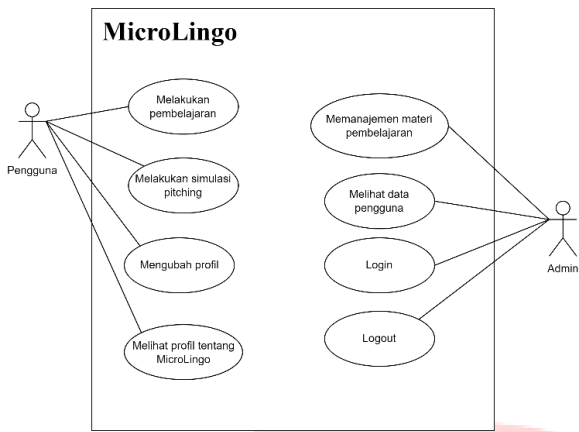 MicroLingo
Melakukan
pembelajaran
Melakukan simulasi
pitching
Mengubah profil
Melihat profil tentang
MicroLingo
Pengguna
Memanajemen materi
pembelajaran
Melihat data
pengguna
Login
Logout
Admin